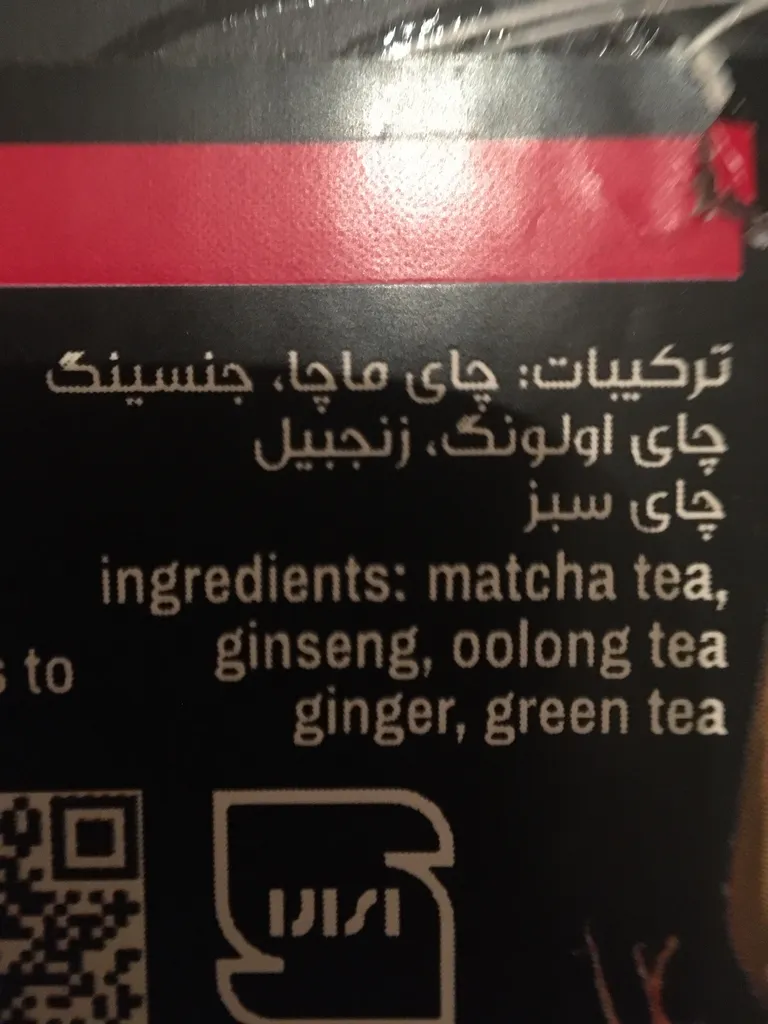 ترکیبات: چای ماچا، جنسینگ
چای اولونگ، زنجبیل
چای سبز
ingredients: matcha tea,
ginseng, oolong tea
ginger, green tea
to